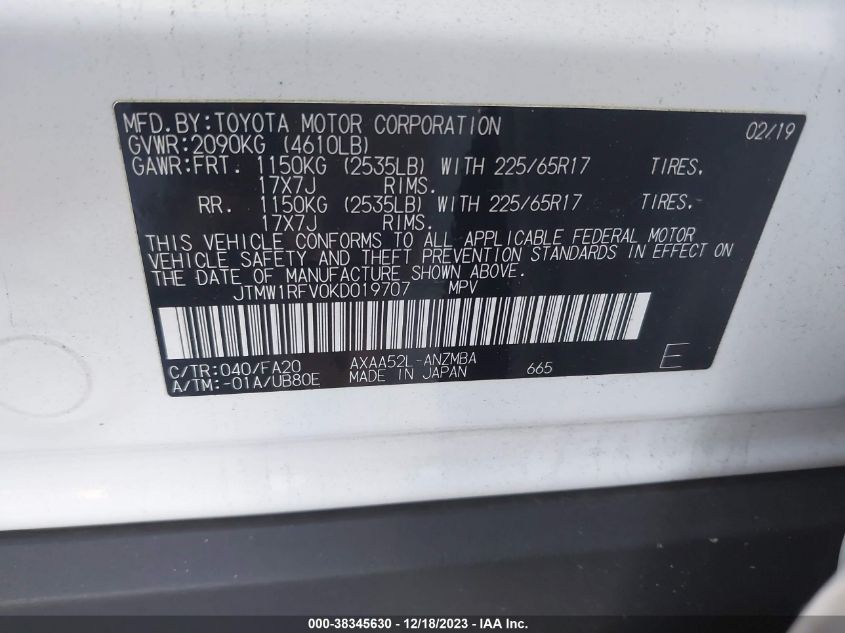 MFD.BY:TOYOTA MOTOR CORPORATION 02/19
GVWR:2090KG (4610LB)
GAWR:FRT. 1150KG (2535LB) WITH 225/65R17 TIRES.
17X7J RIMS.
RR. 1150KG (2535LB) WITH 225/65R17 TIRES.
17X7J RIMS.
THIS VEHICLE CONFORMS TO ALL APPLICABLE FEDERAL MOTOR
VEHICLE SAFETY AND THEFT PREVENTION STANDARDS IN EFFECT ON
THE DATE OF MANUFACTURE SHOWN ABOVE.
JTMW1RFV0KD019707 MPV
C/TR:040/FA20 AXAA52L-ANZMBA 665 E
A/TM:-01A/UB80E MADE IN JAPAN
000-38345630 - 12/18/2023 - IAA Inc.